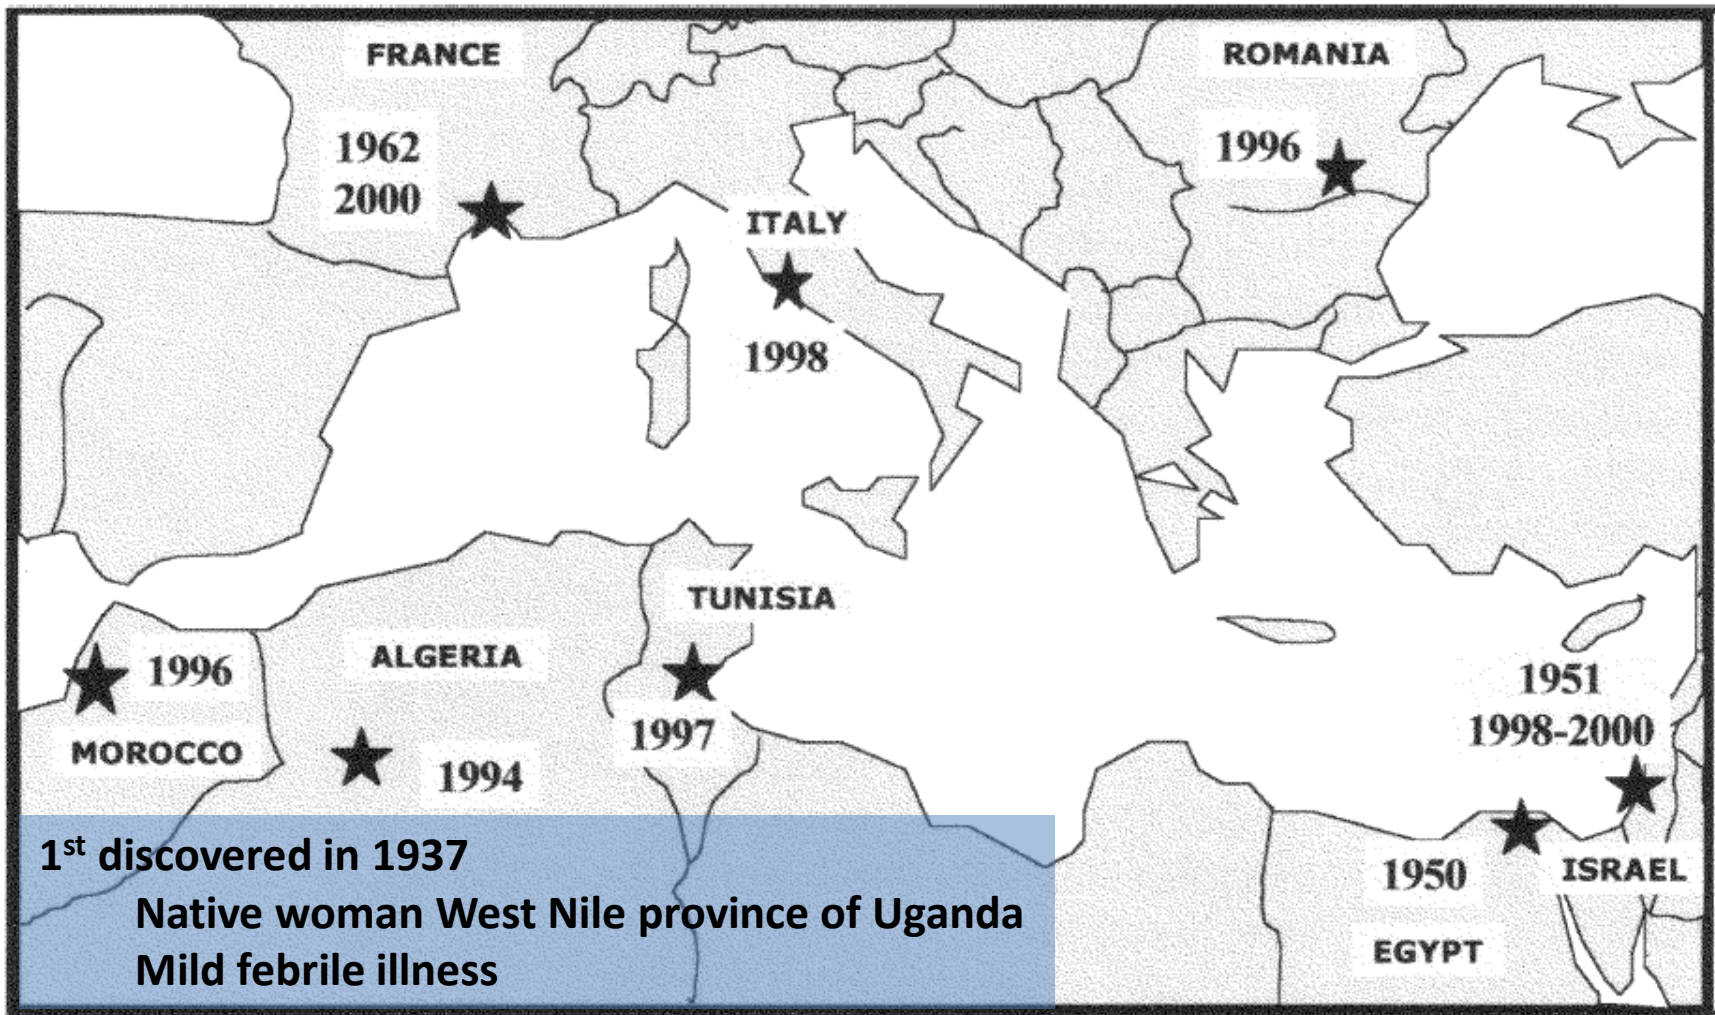 FRANCE
ROMANIA
1962
2000
1996
ITALY
1998
TUNISIA
ALGERIA
1996
1951
1998-2000
MOROCCO
1997
1994
1st discovered in 1937
Native woman West Nile province of Uganda
Mild febrile illness
1950
ISRAEL
EGYPT